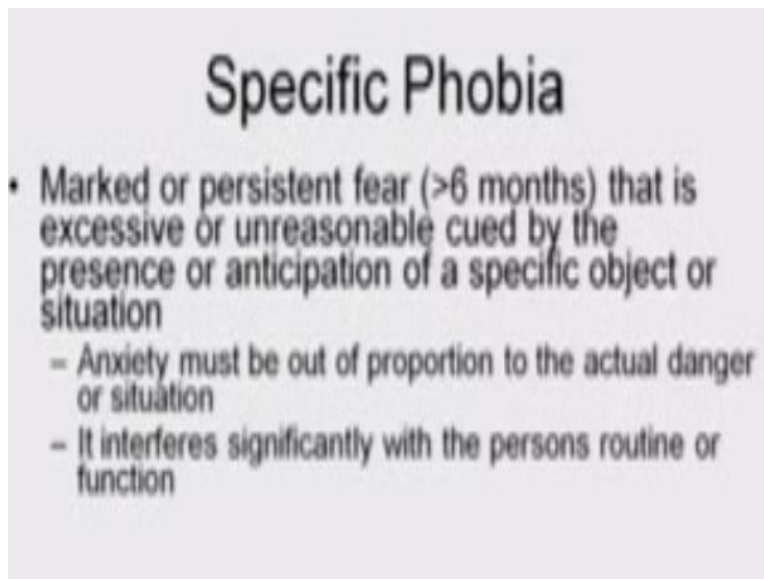 Specific Phobia
• Marked or persistent fear (>6 months) that is
excessive or unreasonable cued by the
presence or anticipation of a specific object or
situation
– Anxiety must be out of proportion to the actual danger
or situation
– It interferes significantly with the persons routine or
function